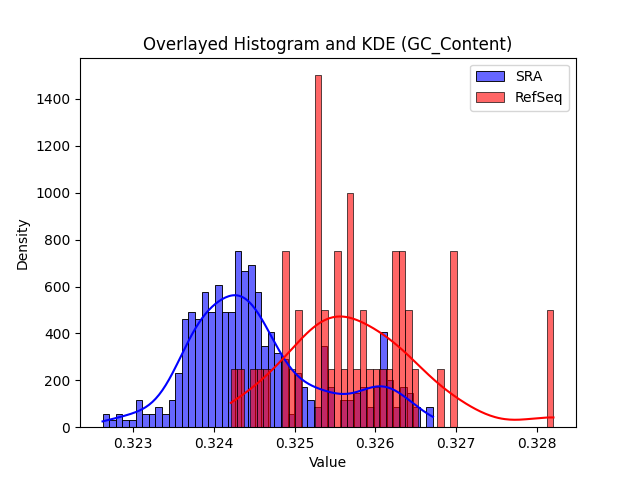 Overlayed Histogram and KDE (GC_Content)
SRA
RefSeq
1400
1200
1000
800
600
400
200
0
Density
0.323
0.324
0.325
0.326
0.327
0.328
Value